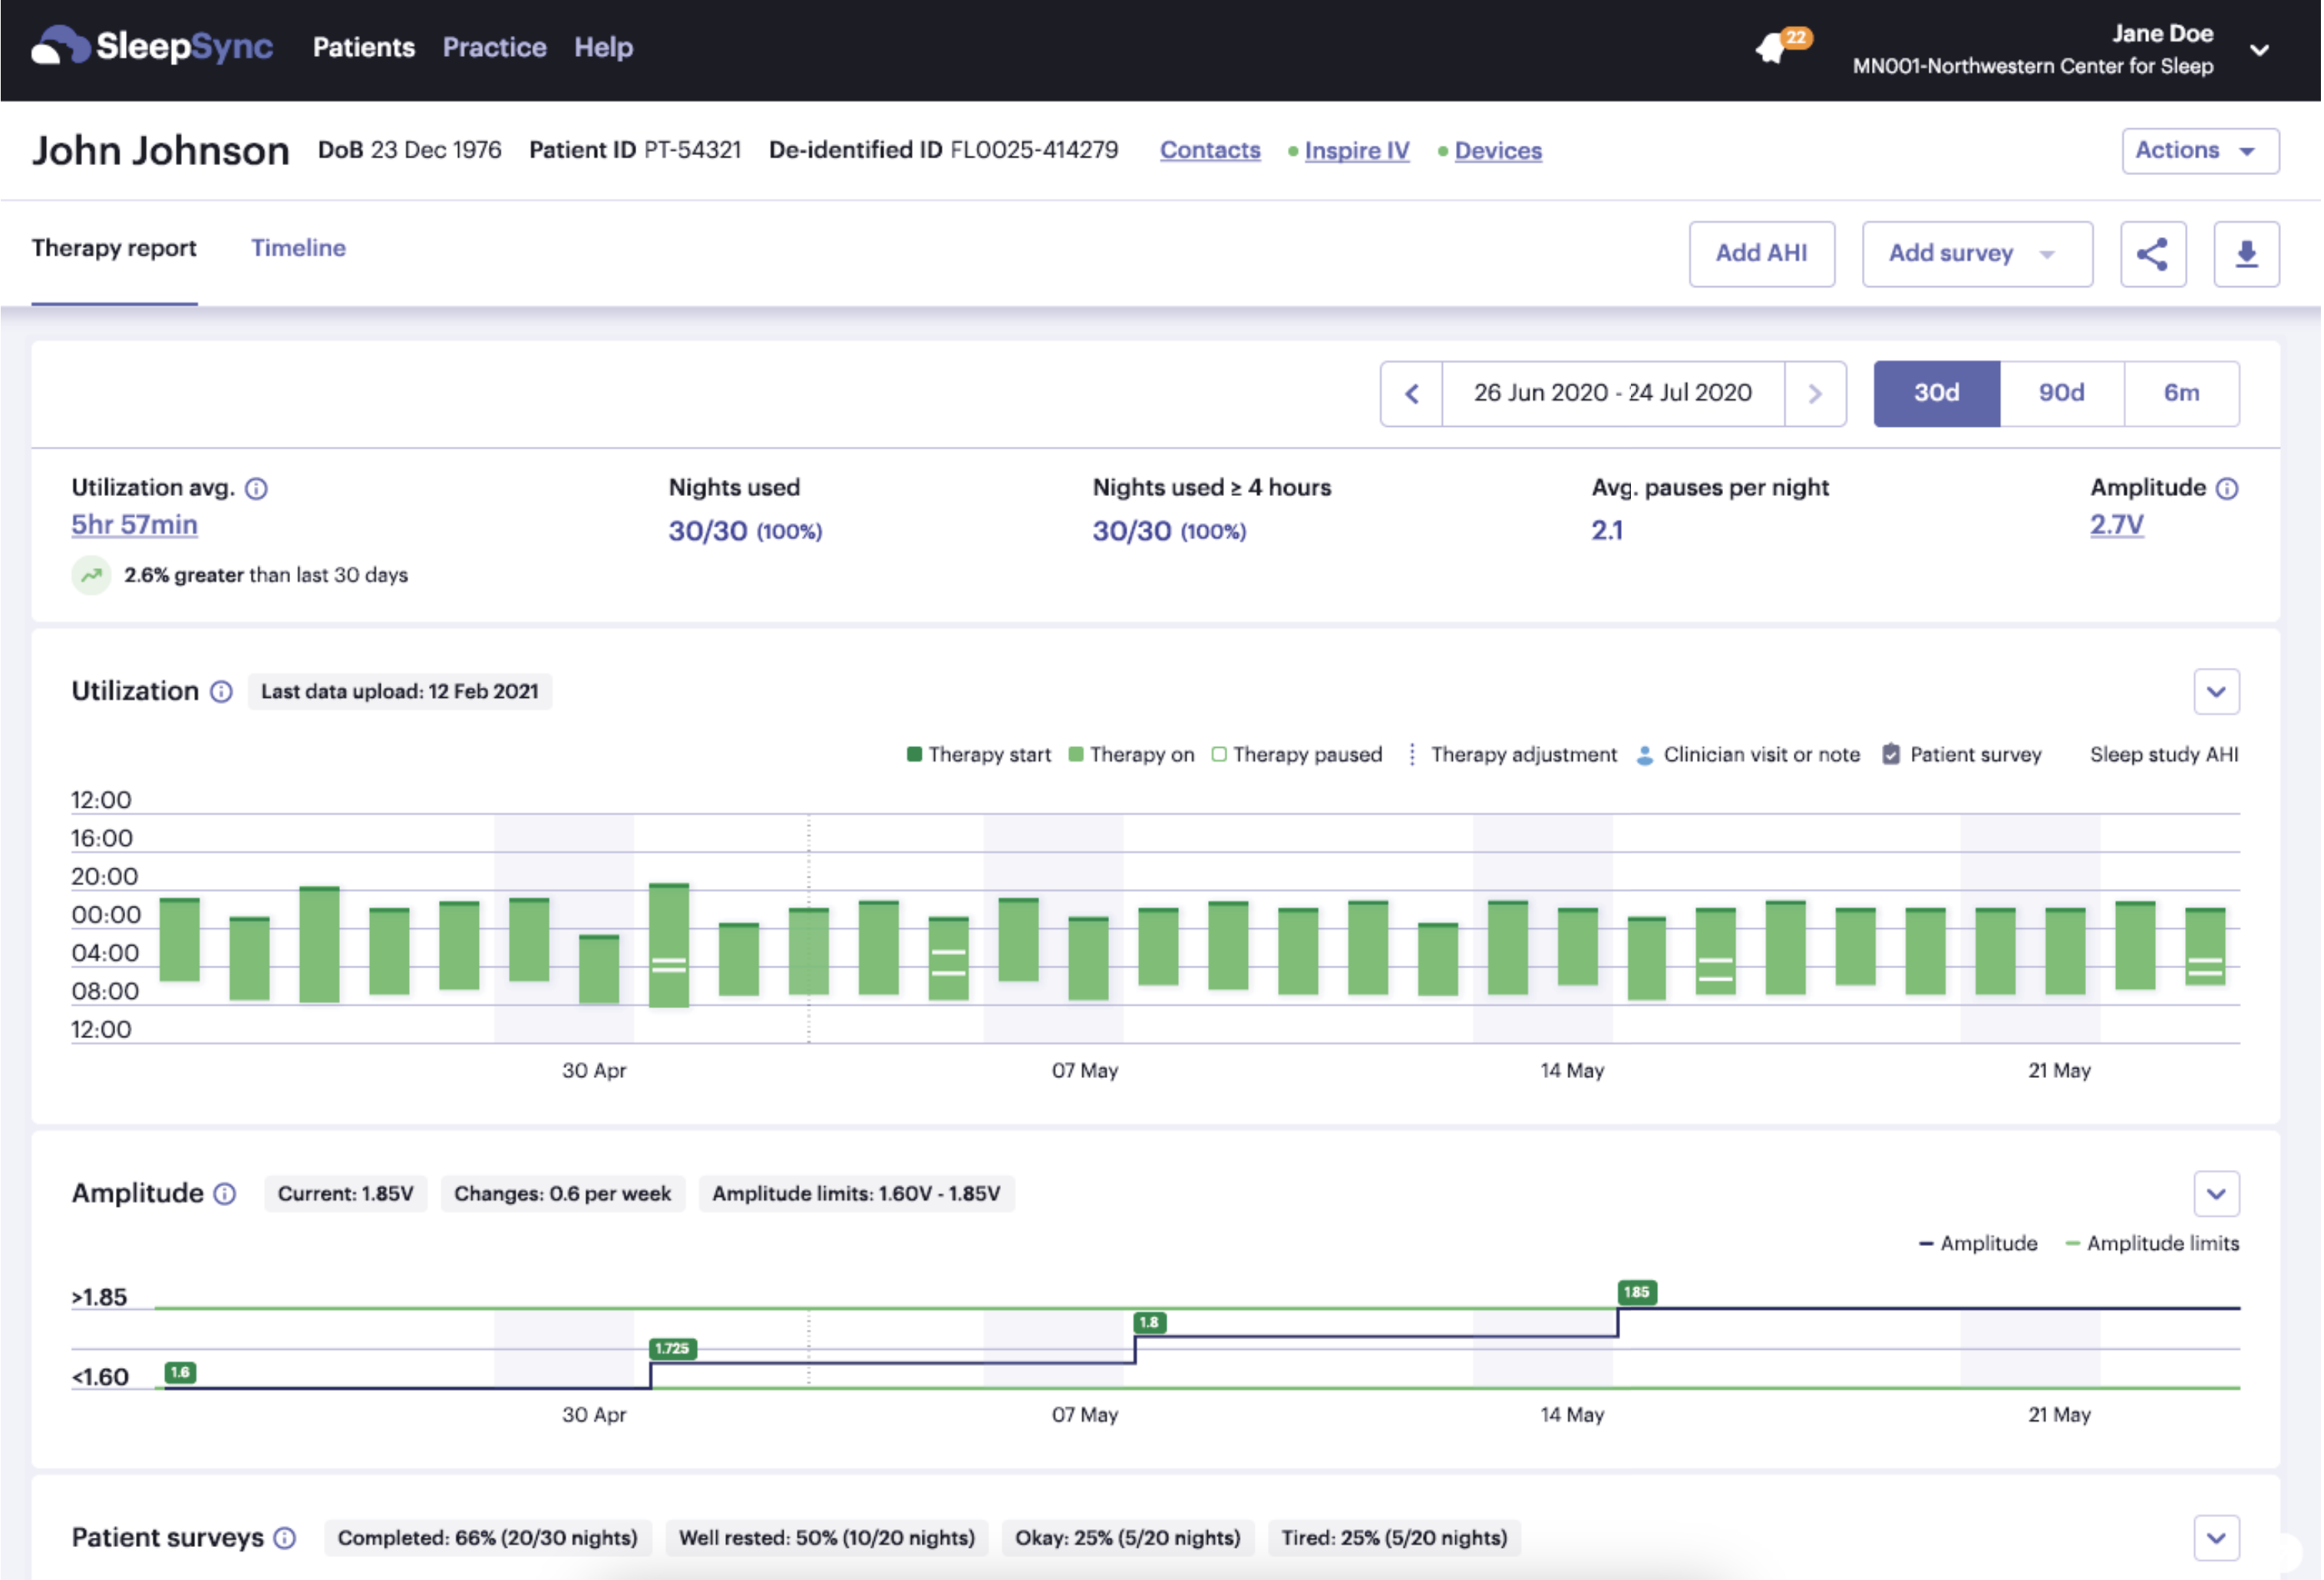 SleepSync Patients Practice Help 22 Jane Doe
MN001-Northwestern Center for Sleep
John Johnson DoB 23 Dec 1976 Patient ID PT-54321 De-identified ID FL0025-414279 Contacts Inspire IV Devices Actions
Therapy report Timeline Add AHI Add survey
26 Jun 2020 - 24 Jul 2020 30d 90d 6m
Utilization avg. Nights used Nights used ≥ 4 hours Avg. pauses per night Amplitude
5hr 57min 30/30 (100%) 30/30 (100%) 2.1 2.7V
2.6% greater than last 30 days
Utilization Last data upload: 12 Feb 2021
Therapy start Therapy on Therapy paused Therapy adjustment Clinician visit or note Patient survey Sleep study AHI
12:00
16:00
20:00
00:00
04:00
08:00
12:00
30 Apr 07 May 14 May 21 May
Amplitude Current: 1.85V Changes: 0.6 per week Amplitude limits: 1.60V - 1.85V
Amplitude Amplitude limits
>1.85 1.85
1.8
1.725
<1.60 1.6
30 Apr 07 May 14 May 21 May
Patient surveys Completed: 66% (20/30 nights) Well rested: 50% (10/20 nights) Okay: 25% (5/20 nights) Tired: 25% (5/20 nights)